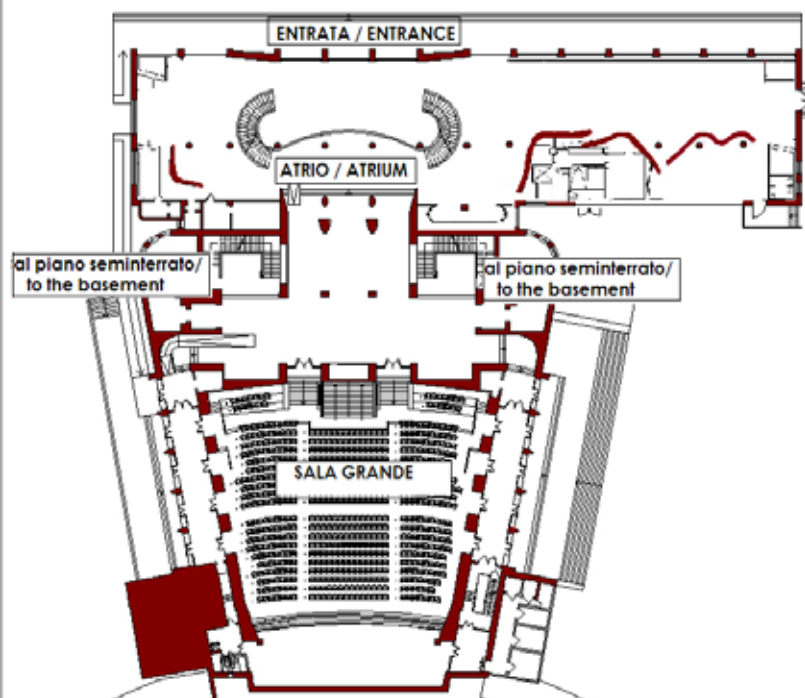 ENTRATA / ENTRANCE
ATRIO / ATRIUM
al piano seminterrato/
to the basement
al piano seminterrato/
to the basement
SALA GRANDE